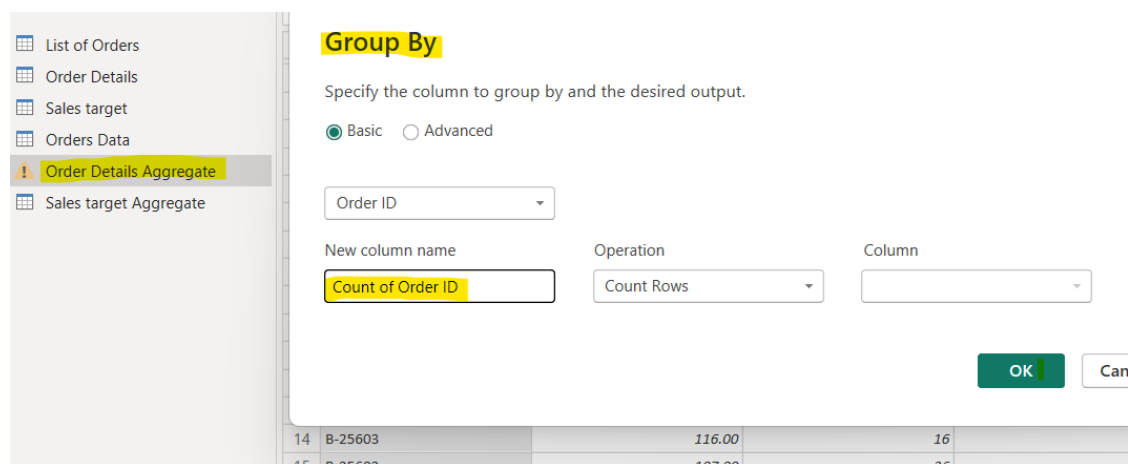 List of Orders
Order Details
Sales target
Orders Data
Order Details Aggregate
Sales target Aggregate
Group By
Specify the column to group by and the desired output.
Basic Advanced
Order ID
New column name Operation Column
Count of Order ID Count Rows
OK Can
14 B-25603 116.00 16